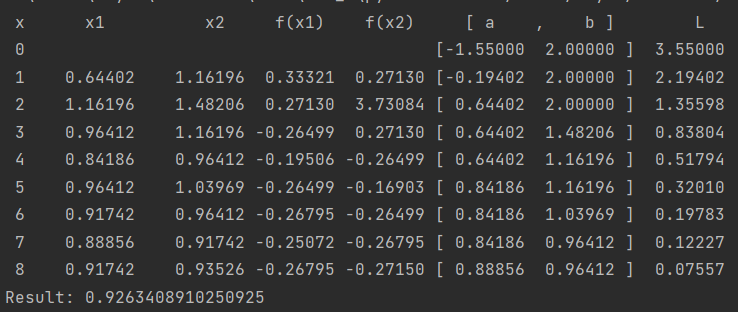 x x1 x2 f(x1) f(x2) [ a , b ] L
0 [-1.55000 2.00000 ] 3.55000
1 0.64402 1.16196 0.33321 0.27130 [-0.19402 2.00000 ] 2.19402
2 1.16196 1.48206 0.27130 3.73084 [ 0.64402 2.00000 ] 1.35598
3 0.96412 1.16196 -0.26499 0.27130 [ 0.64402 1.48206 ] 0.83804
4 0.84186 0.96412 -0.19506 -0.26499 [ 0.64402 1.16196 ] 0.51794
5 0.96412 1.03969 -0.26499 -0.16903 [ 0.84186 1.16196 ] 0.32010
6 0.91742 0.96412 -0.26795 -0.26499 [ 0.84186 1.03969 ] 0.19783
7 0.88856 0.91742 -0.25072 -0.26795 [ 0.84186 0.96412 ] 0.12227
8 0.91742 0.93526 -0.26795 -0.27150 [ 0.88856 0.96412 ] 0.07557
Result: 0.9263408910250925